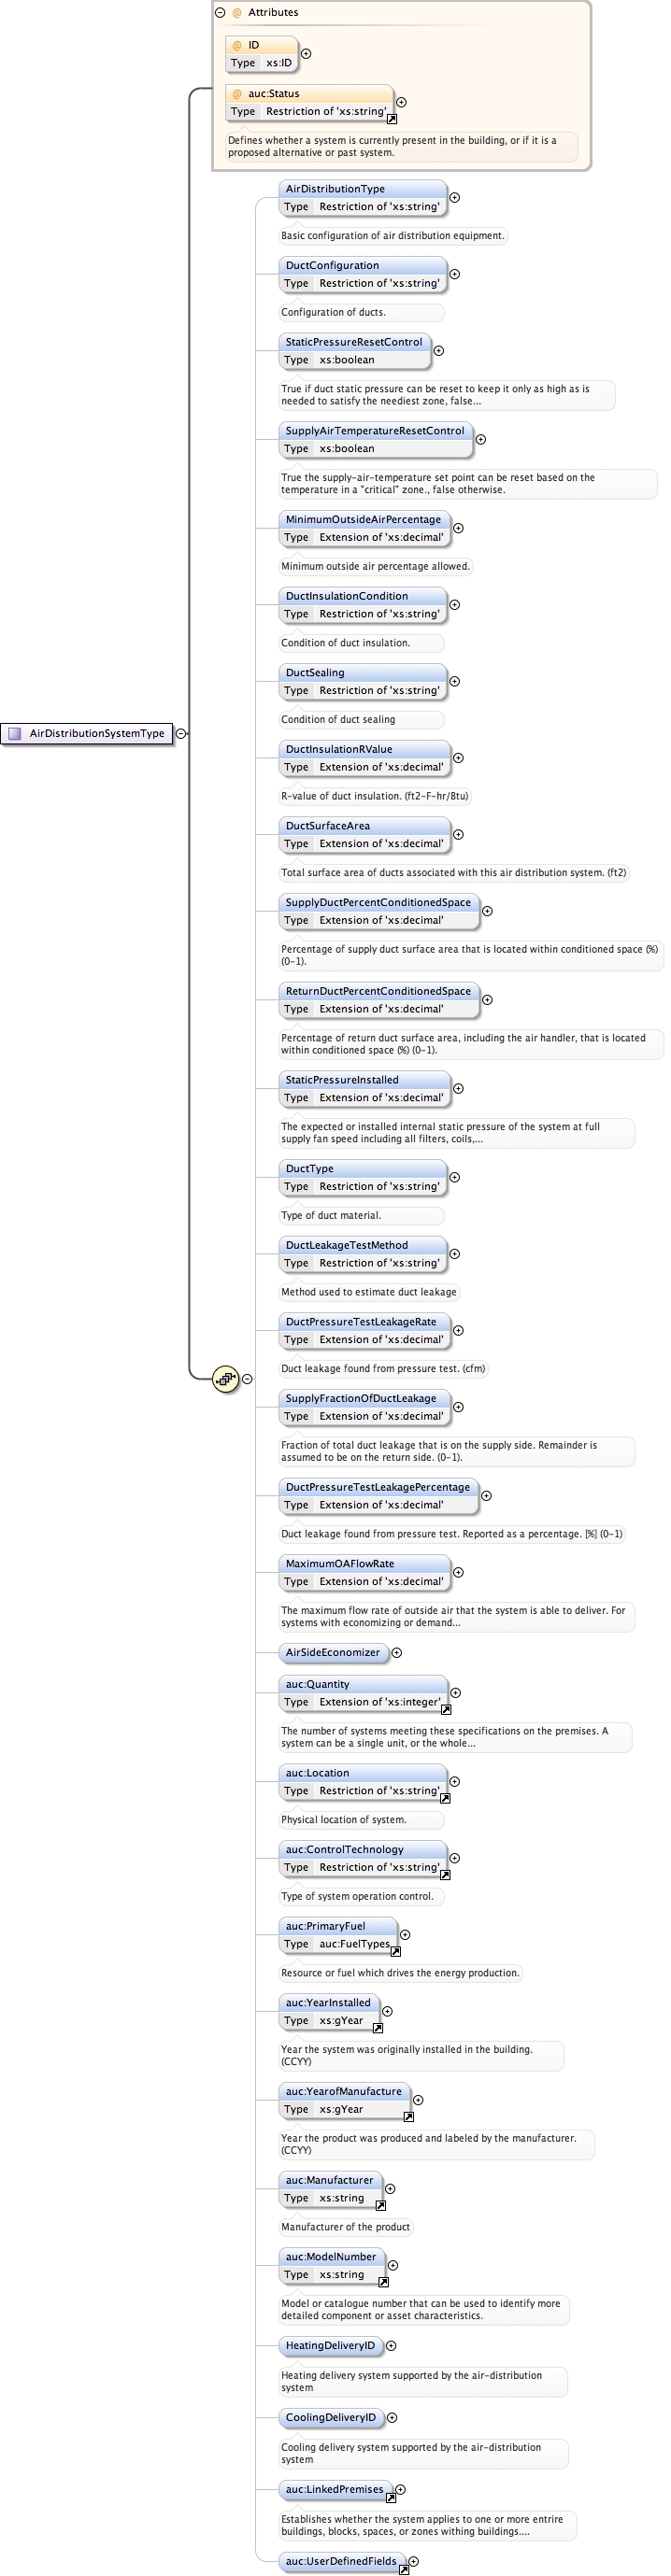 @ Attributes
@ ID
Type xs:ID
@ auc:Status
Type Restriction of 'xs:string'
Defines whether a system is currently present in the building, or if it is a
proposed alternative or past system.
AirDistributionType
Type Restriction of 'xs:string'
Basic configuration of air distribution equipment.
DuctConfiguration
Type Restriction of 'xs:string'
Configuration of ducts.
StaticPressureResetControl
Type xs:boolean
True if duct static pressure can be reset to keep it only as high as is
needed to satisfy the neediest zone, false...
SupplyAirTemperatureResetControl
Type xs:boolean
True the supply-air-temperature set point can be reset based on the
temperature in a "critical" zone., false otherwise.
MinimumOutsideAirPercentage
Type Extension of 'xs:decimal'
Minimum outside air percentage allowed.
DuctInsulationCondition
Type Restriction of 'xs:string'
Condition of duct insulation.
DuctSealing
Type Restriction of 'xs:string'
Condition of duct sealing
AirDistributionSystemType
DuctInsulationRValue
Type Extension of 'xs:decimal'
R-value of duct insulation. (ft2-F-hr/Btu)
DuctSurfaceArea
Type Extension of 'xs:decimal'
Total surface area of ducts associated with this air distribution system. (ft2)
SupplyDuctPercentConditionedSpace
Type Extension of 'xs:decimal'
Percentage of supply duct surface area that is located within conditioned space (%)
(0-1).
ReturnDuctPercentConditionedSpace
Type Extension of 'xs:decimal'
Percentage of return duct surface area, including the air handler, that is located
within conditioned space (%) (0-1).
StaticPressureInstalled
Type Extension of 'xs:decimal'
The expected or installed internal static pressure of the system at full
supply fan speed including all filters, coils,...
DuctType
Type Restriction of 'xs:string'
Type of duct material.
DuctLeakageTestMethod
Type Restriction of 'xs:string'
Method used to estimate duct leakage
DuctPressureTestLeakageRate
Type Extension of 'xs:decimal'
Duct leakage found from pressure test. (cfm)
SupplyFractionOfDuctLeakage
Type Extension of 'xs:decimal'
Fraction of total duct leakage that is on the supply side. Remainder is
assumed to be on the return side. (0-1).
DuctPressureTestLeakagePercentage
Type Extension of 'xs:decimal'
Duct leakage found from pressure test. Reported as a percentage. [%] (0-1)
MaximumOAFlowRate
Type Extension of 'xs:decimal'
The maximum flow rate of outside air that the system is able to deliver. For
systems with economizing or demand...
AirSideEconomizer
auc:Quantity
Type Extension of 'xs:integer'
The number of systems meeting these specifications on the premises. A
system can be a single unit, or the whole...
auc:Location
Type Restriction of 'xs:string'
Physical location of system.
auc:ControlTechnology
Type Restriction of 'xs:string'
Type of system operation control.
auc:PrimaryFuel
Type auc:FuelTypes
Resource or fuel which drives the energy production.
auc:YearInstalled
Type xs:gYear
Year the system was originally installed in the building.
(CCYY)
auc:YearofManufacture
Type xs:gYear
Year the product was produced and labeled by the manufacturer.
(CCYY)
auc:Manufacturer
Type xs:string
Manufacturer of the product
auc:ModelNumber
Type xs:string
Model or catalogue number that can be used to identify more
detailed component or asset characteristics.
HeatingDeliveryID
Heating delivery system supported by the air-distribution
system
CoolingDeliveryID
Cooling delivery system supported by the air-distribution
system
auc:LinkedPremises
Establishes whether the system applies to one or more entrire
buildings, blocks, spaces, or zones withing buildings....
auc:UserDefinedFields